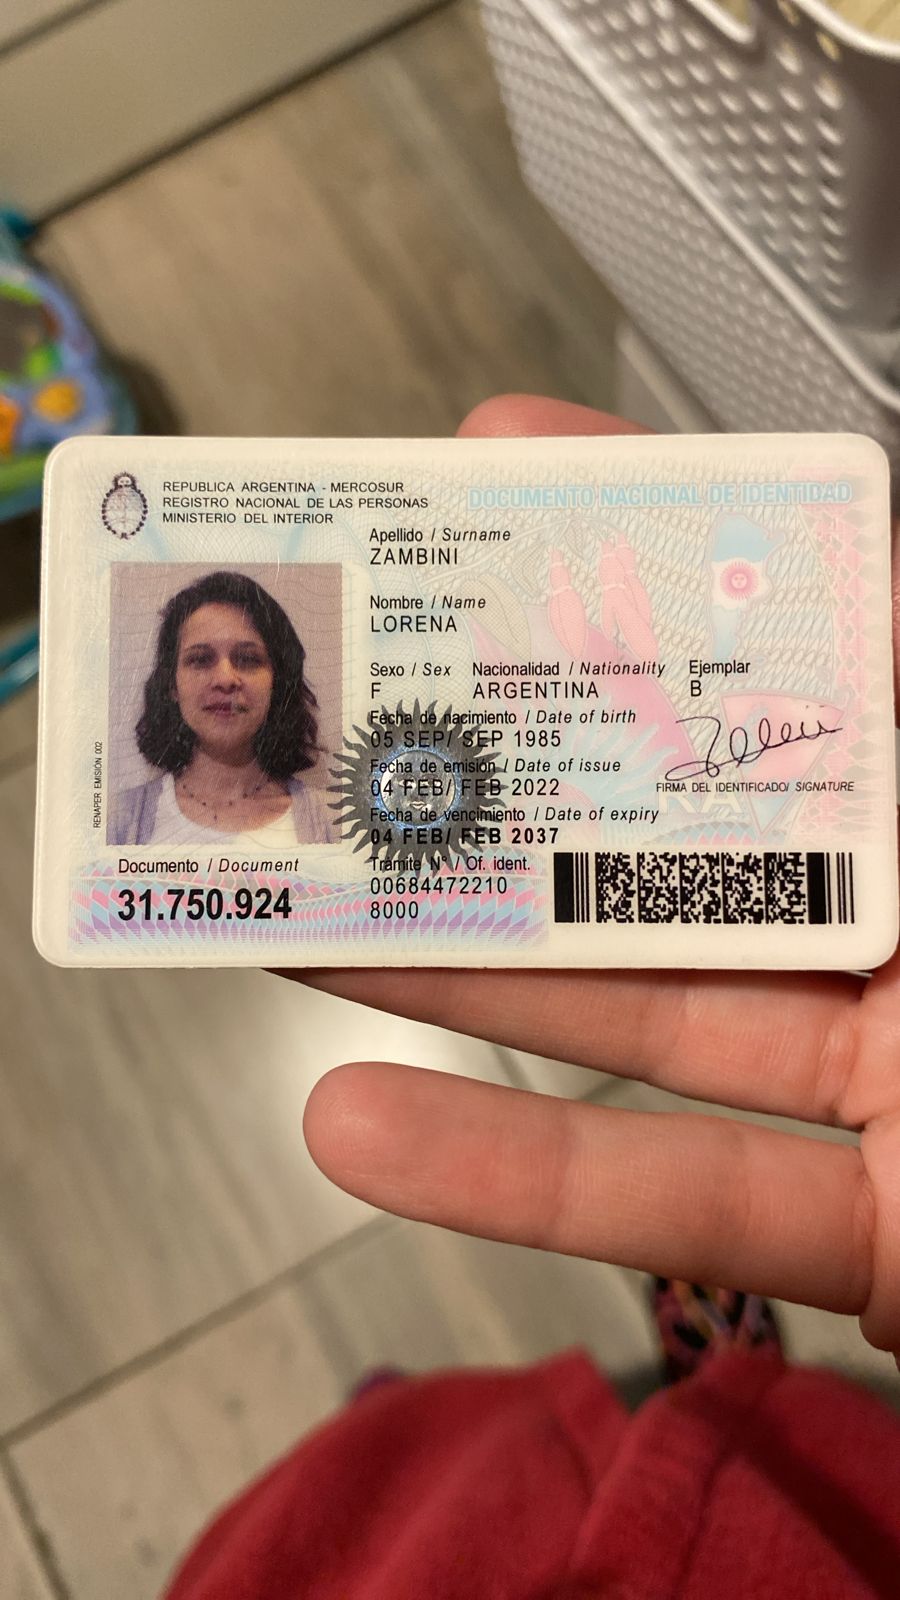 REPUBLICA ARGENTINA - MERCOSUR
REGISTRO NACIONAL DE LAS PERSONAS
MINISTERIO DEL INTERIOR
DOCUMENTO NACIONAL DE IDENTIDAD
Apellido / Surname
ZAMBINI
Nombre / Name
LORENA
Sexo / Sex Nacionalidad / Nationality Ejemplar
F ARGENTINA B
Fecha de nacimiento / Date of birth
05 SEP/ SEP 1985
Fecha de emisión / Date of issue
04 FEB/ FEB 2022
FIRMA DEL IDENTIFICADO/ SIGNATURE
Fecha de vencimiento / Date of expiry
04 FEB/ FEB 2037
RENAPER EMISIÓN 002
Documento / Document
31.750.924
Trámite N° / Of. ident.
00684472210
8000